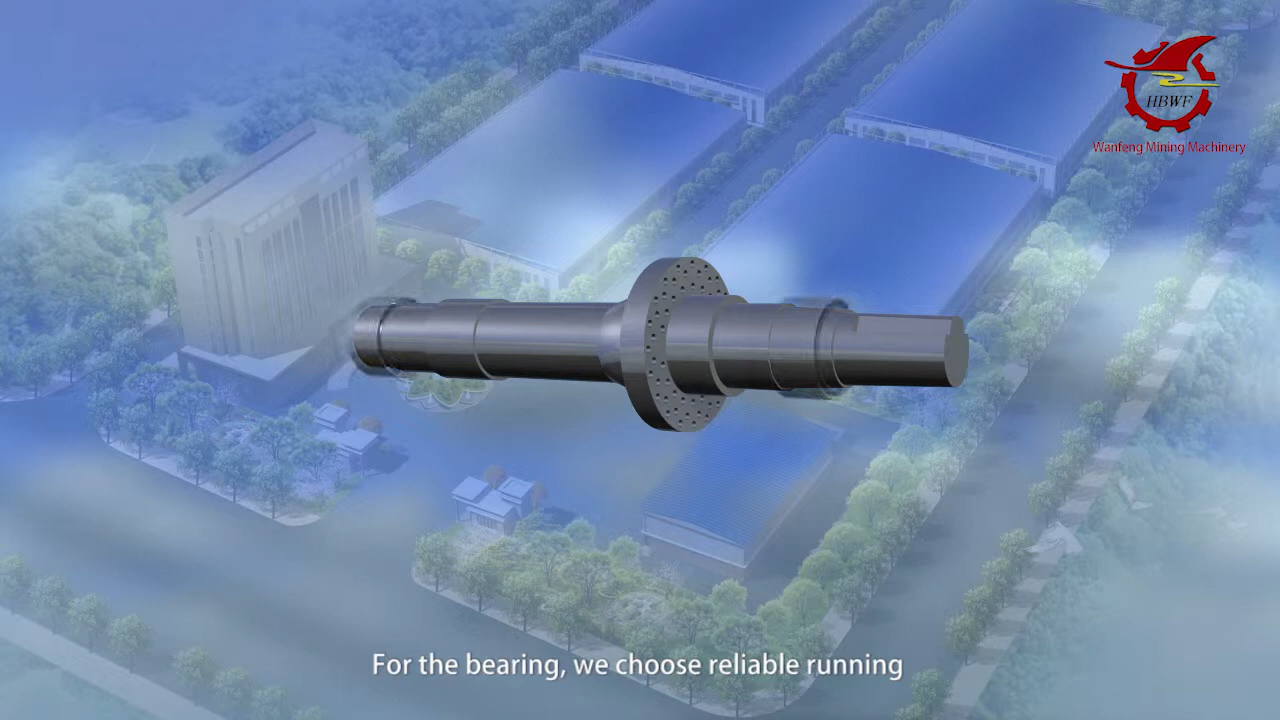 HBWF
Wanfeng Mining Machinery
For the bearing, we choose reliable running